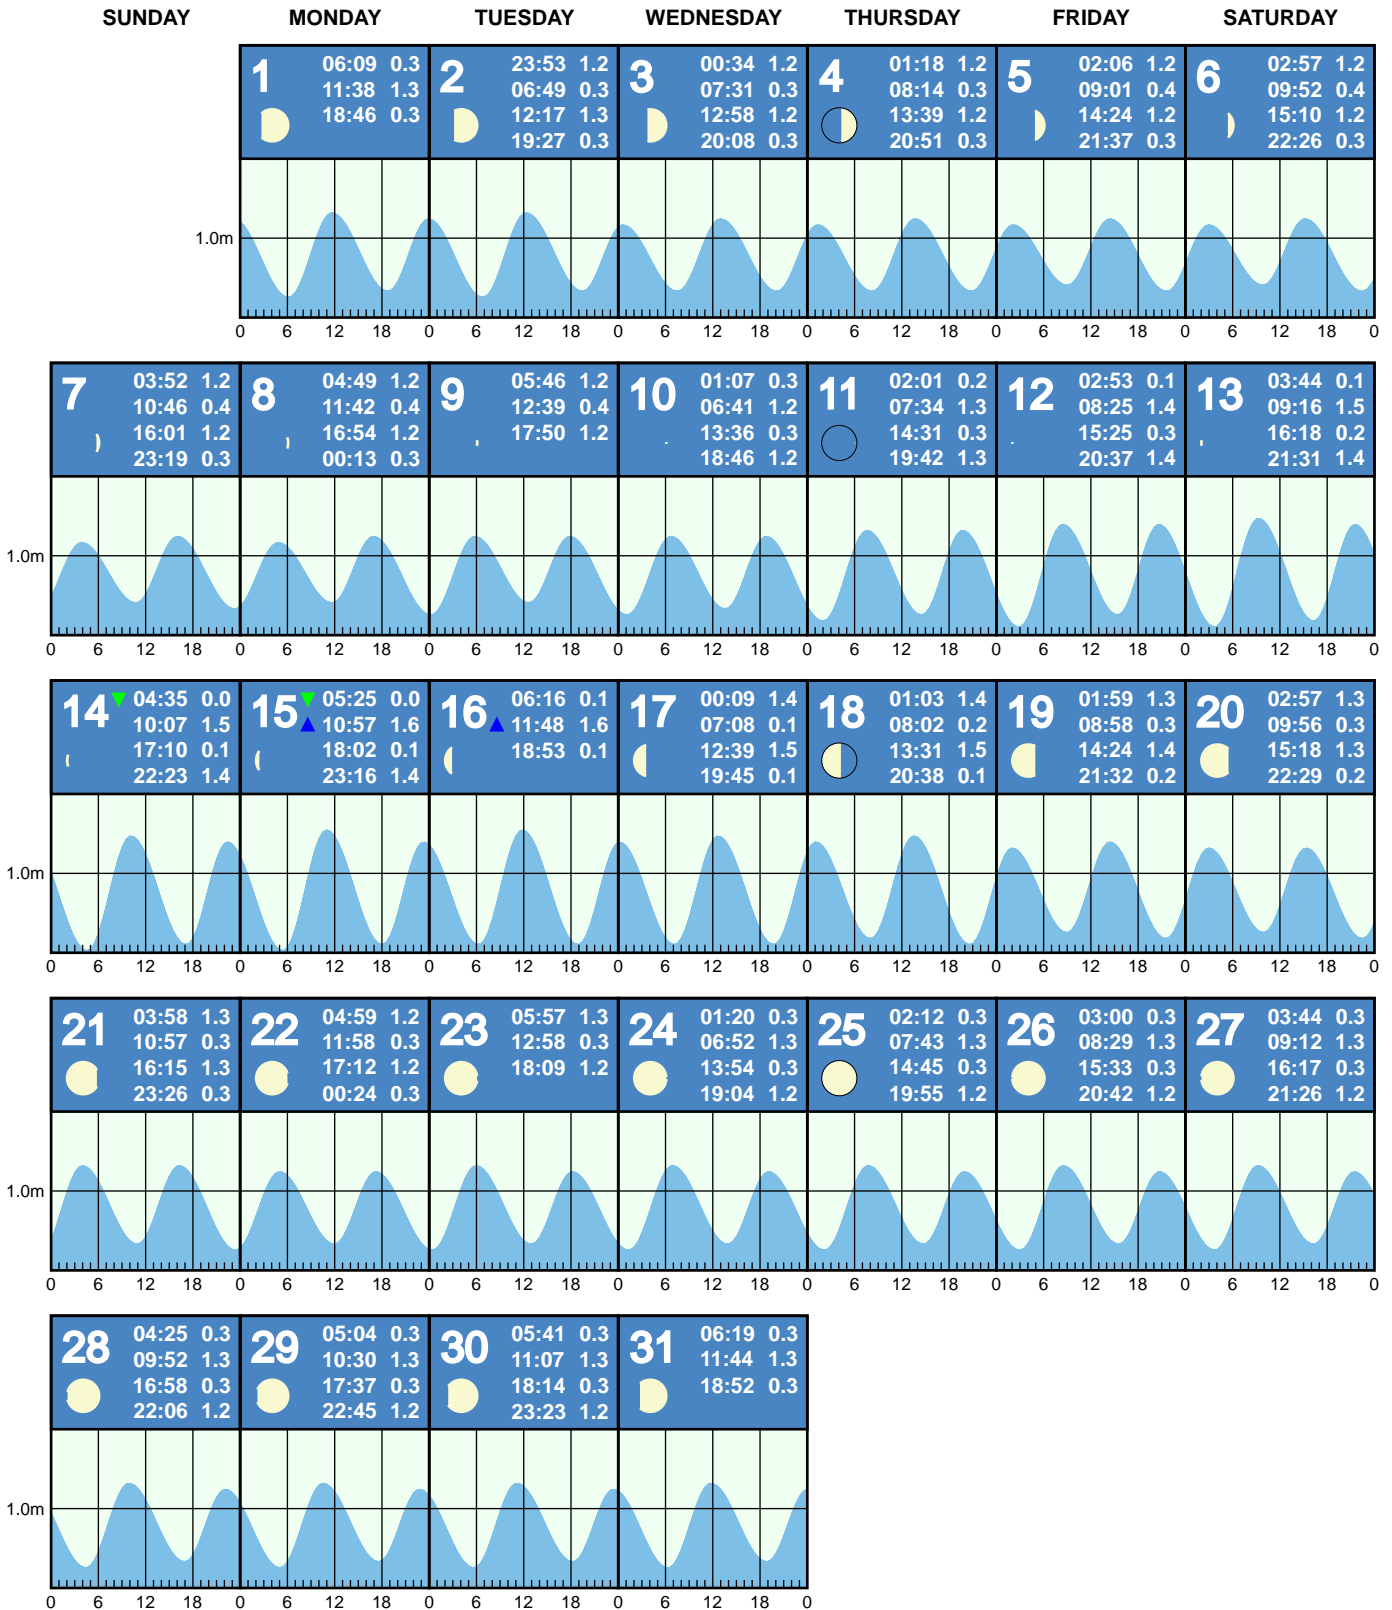 SUNDAY MONDAY TUESDAY WEDNESDAY THURSDAY FRIDAY SATURDAY
1 06:09 0.3
11:38 1.3
18:46 0.3
2 23:53 1.2
06:49 0.3
12:17 1.3
19:27 0.3
3 00:34 1.2
07:31 0.3
12:58 1.2
20:08 0.3
4 01:18 1.2
08:14 0.3
13:39 1.2
20:51 0.3
5 02:06 1.2
09:01 0.4
14:24 1.2
21:37 0.3
6 02:57 1.2
09:52 0.4
15:10 1.2
22:26 0.3
1.0m
0 6 12 18 0 6 12 18 0 6 12 18 0 6 12 18 0 6 12 18 0 6 12 18 0
7 03:52 1.2
10:46 0.4
16:01 1.2
23:19 0.3
8 04:49 1.2
11:42 0.4
16:54 1.2
00:13 0.3
9 05:46 1.2
12:39 0.4
17:50 1.2
10 01:07 0.3
06:41 1.2
13:36 0.3
18:46 1.2
11 02:01 0.2
07:34 1.3
14:31 0.3
19:42 1.3
12 02:53 0.1
08:25 1.4
15:25 0.3
20:37 1.4
13 03:44 0.1
09:16 1.5
16:18 0.2
21:31 1.4
1.0m
0 6 12 18 0 6 12 18 0 6 12 18 0 6 12 18 0 6 12 18 0 6 12 18 0 6 12 18 0
14 04:35 0.0
10:07 1.5
17:10 0.1
22:23 1.4
15 05:25 0.0
10:57 1.6
18:02 0.1
23:16 1.4
16 06:16 0.1
11:48 1.6
18:53 0.1
17 00:09 1.4
07:08 0.1
12:39 1.5
19:45 0.1
18 01:03 1.4
08:02 0.2
13:31 1.5
20:38 0.1
19 01:59 1.3
08:58 0.3
14:24 1.4
21:32 0.2
20 02:57 1.3
09:56 0.3
15:18 1.3
22:29 0.2
1.0m
0 6 12 18 0 6 12 18 0 6 12 18 0 6 12 18 0 6 12 18 0 6 12 18 0 6 12 18 0
21 03:58 1.3
10:57 0.3
16:15 1.3
23:26 0.3
22 04:59 1.2
11:58 0.3
17:12 1.2
00:24 0.3
23 05:57 1.3
12:58 0.3
18:09 1.2
24 01:20 0.3
06:52 1.3
13:54 0.3
19:04 1.2
25 02:12 0.3
07:43 1.3
14:45 0.3
19:55 1.2
26 03:00 0.3
08:29 1.3
15:33 0.3
20:42 1.2
27 03:44 0.3
09:12 1.3
16:17 0.3
21:26 1.2
1.0m
0 6 12 18 0 6 12 18 0 6 12 18 0 6 12 18 0 6 12 18 0 6 12 18 0 6 12 18 0
28 04:25 0.3
09:52 1.3
16:58 0.3
22:06 1.2
29 05:04 0.3
10:30 1.3
17:37 0.3
22:45 1.2
30 05:41 0.3
11:07 1.3
18:14 0.3
23:23 1.2
31 06:19 0.3
11:44 1.3
18:52 0.3
1.0m
0 6 12 18 0 6 12 18 0 6 12 18 0 6 12 18 0